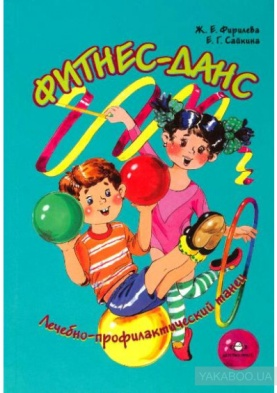 Ж. Е. Фирилева
Е. Г. Сайкина
ФИТНЕС-ДАНС
Лечебно-профилактический танец
YAKABOO.UA